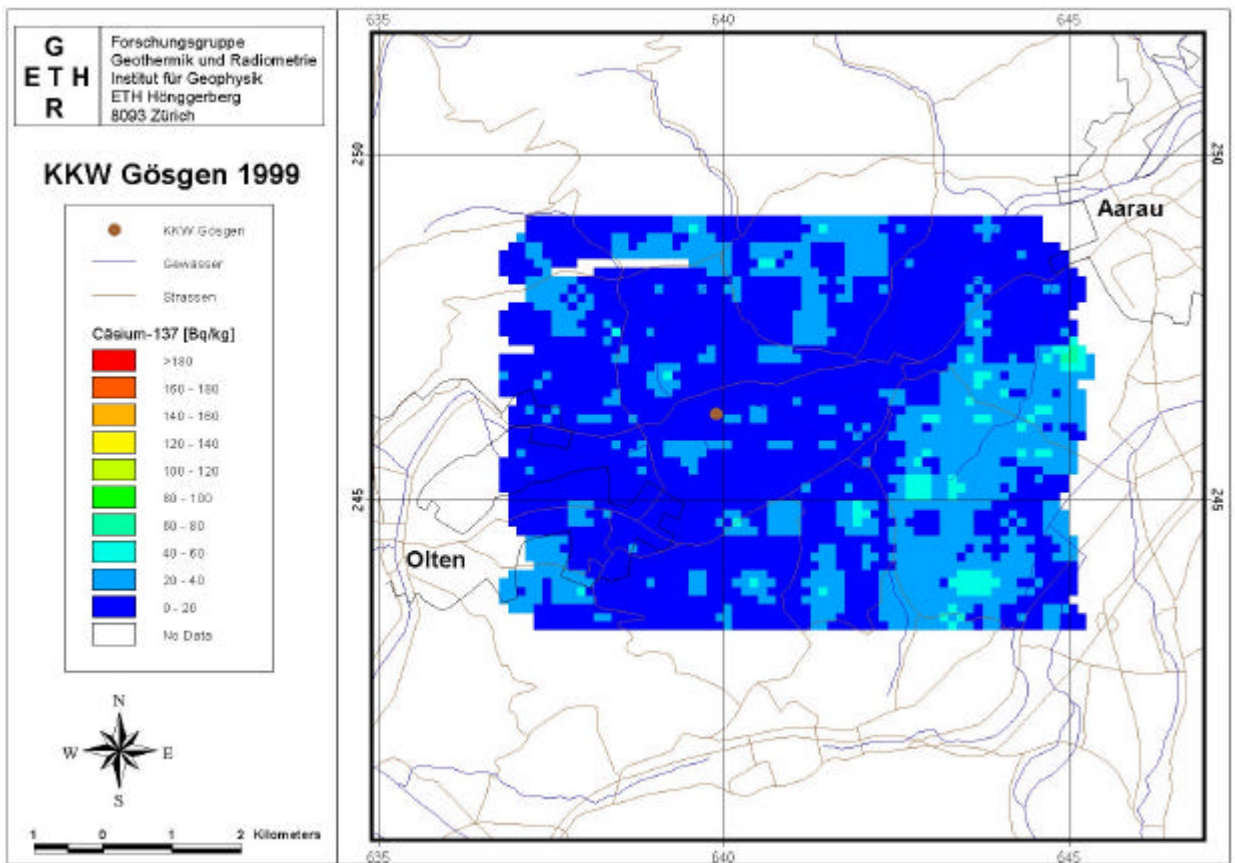 G
E T H
R
Forschungsgruppe
Geothermik und Radiometrie
Institut für Geophysik
ETH Hönggerberg
8093 Zürich
KKW Gösgen 1999
KKW Gösgen
Gewässer
Strassen
Cäsium-137 [Bq/kg]
>180
160 - 180
140 - 160
120 - 140
100 - 120
80 - 100
60 - 80
40 - 60
20 - 40
0 - 20
No Data
N
W E
S
1 0 1 2 Kilometers
635 640 645
250 250
Aarau
245 245
Olten
635 640 645